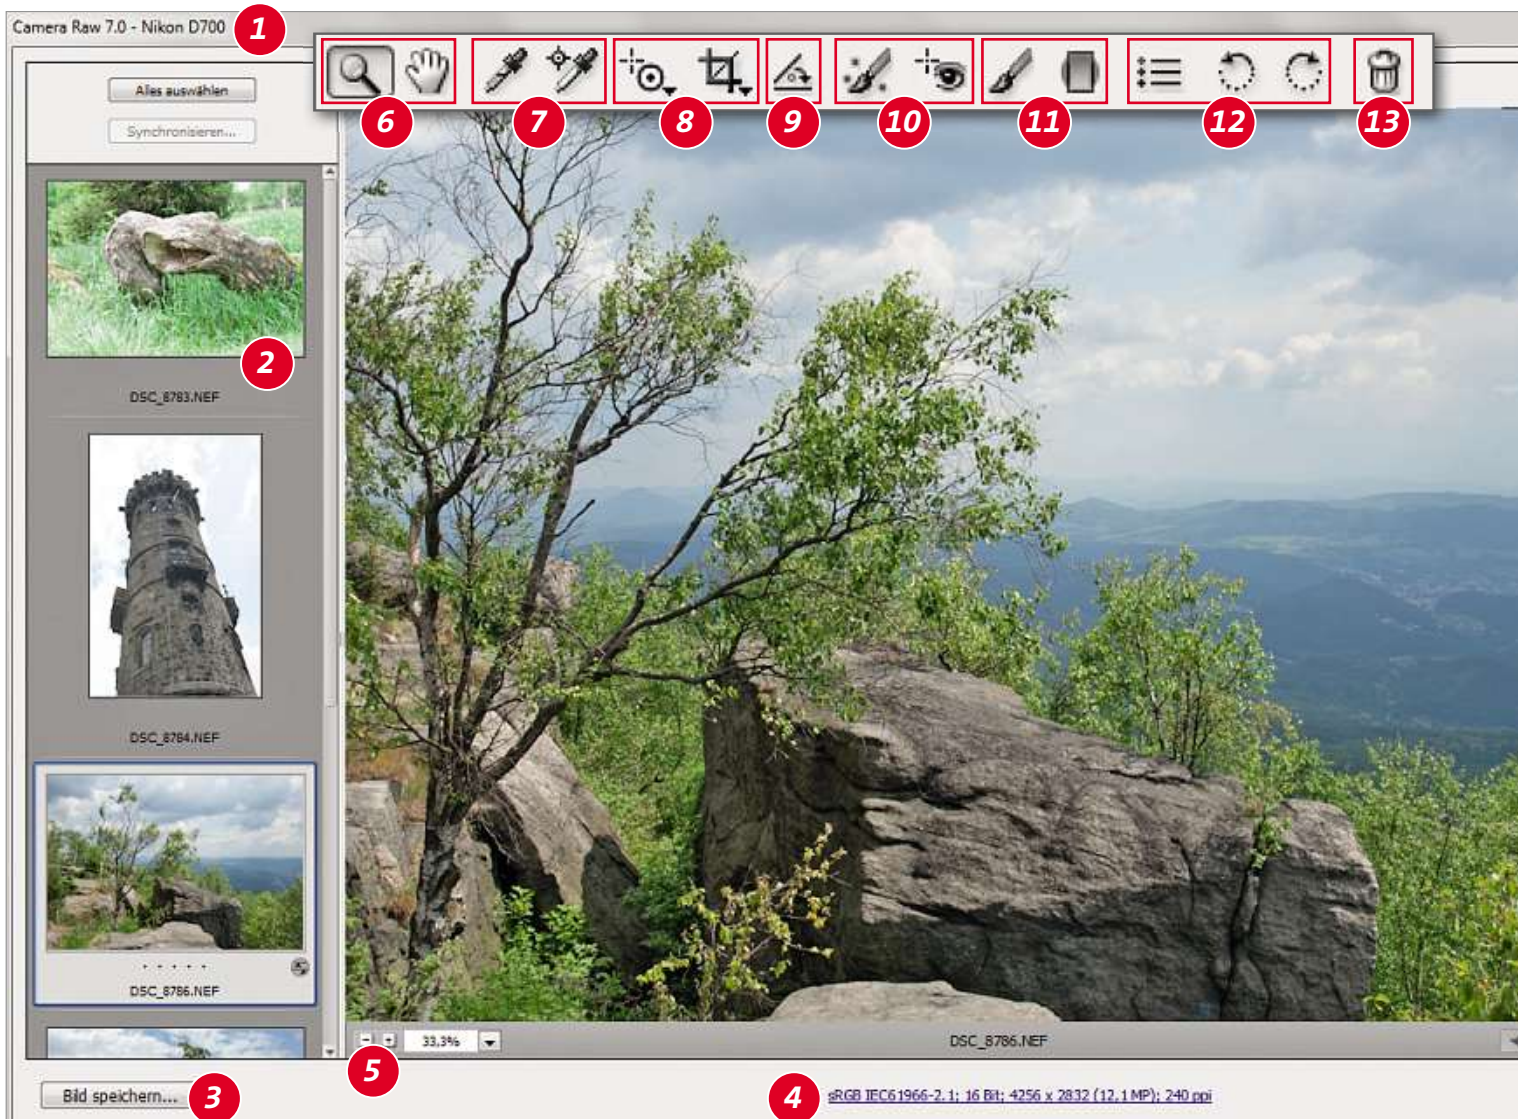 Camera Raw 7.0 - Nikon D700
1
Alles auswählen
Synchronisieren...
6
7
8
9
10
11
12
13
2
DSC_8783.NEF
DSC_8784.NEF
DSC_8786.NEF
33,3%
DSC_8786.NEF
5
Bild speichern...
3
4
sRGB IEC61966-2.1; 16 Bit; 4256 x 2832 (12,1 MP); 240 ppi